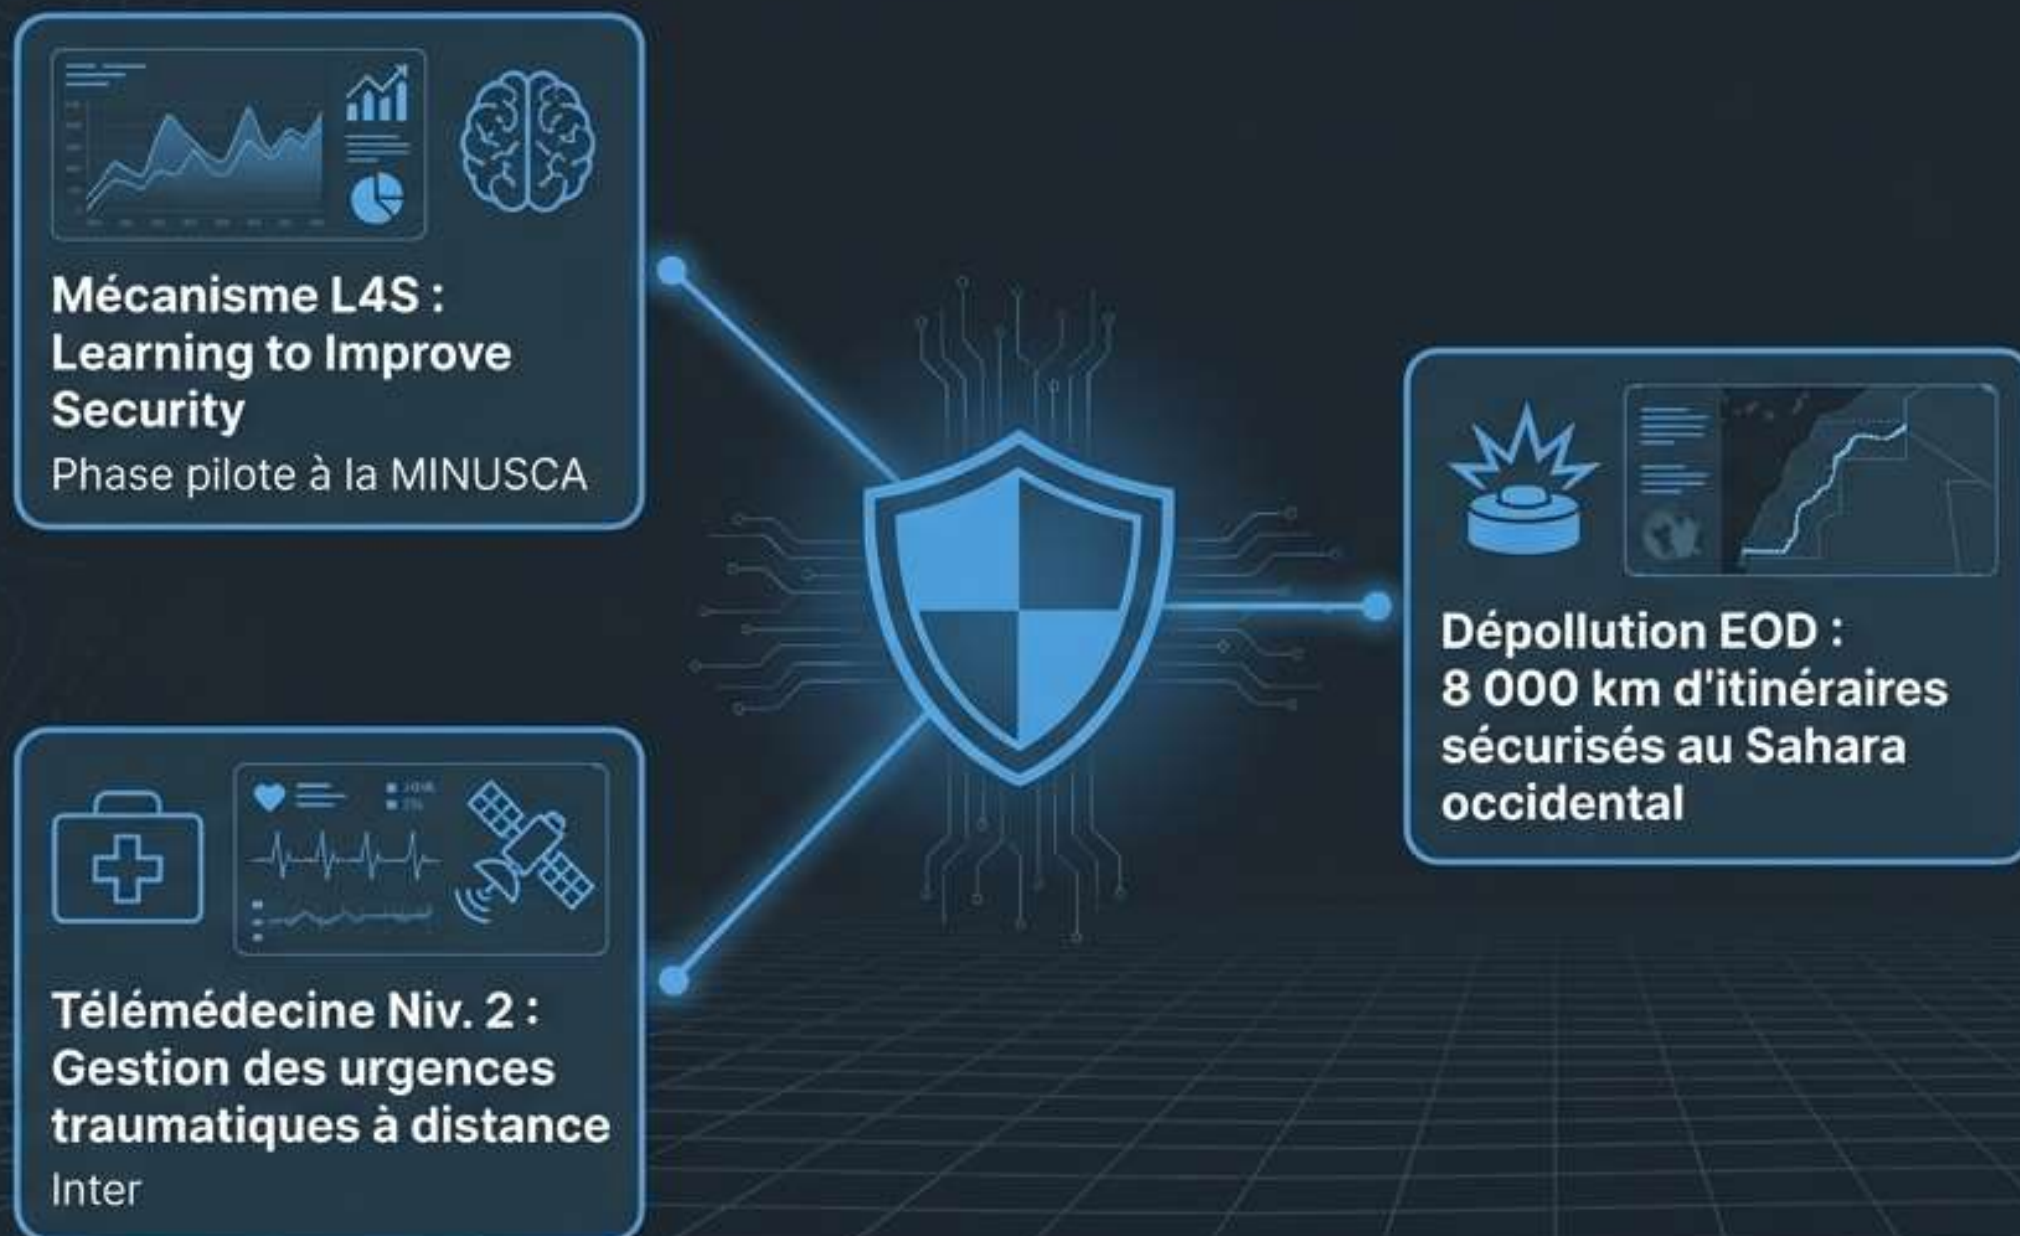 Mécanisme L4S :
Learning to Improve
Security
Phase pilote à la MINUSCA
Dépollution EOD :
8 000 km d'itinéraires
sécurisés au Sahara
occidental
Télémédecine Niv. 2 :
Gestion des urgences
traumatiques à distance
Inter